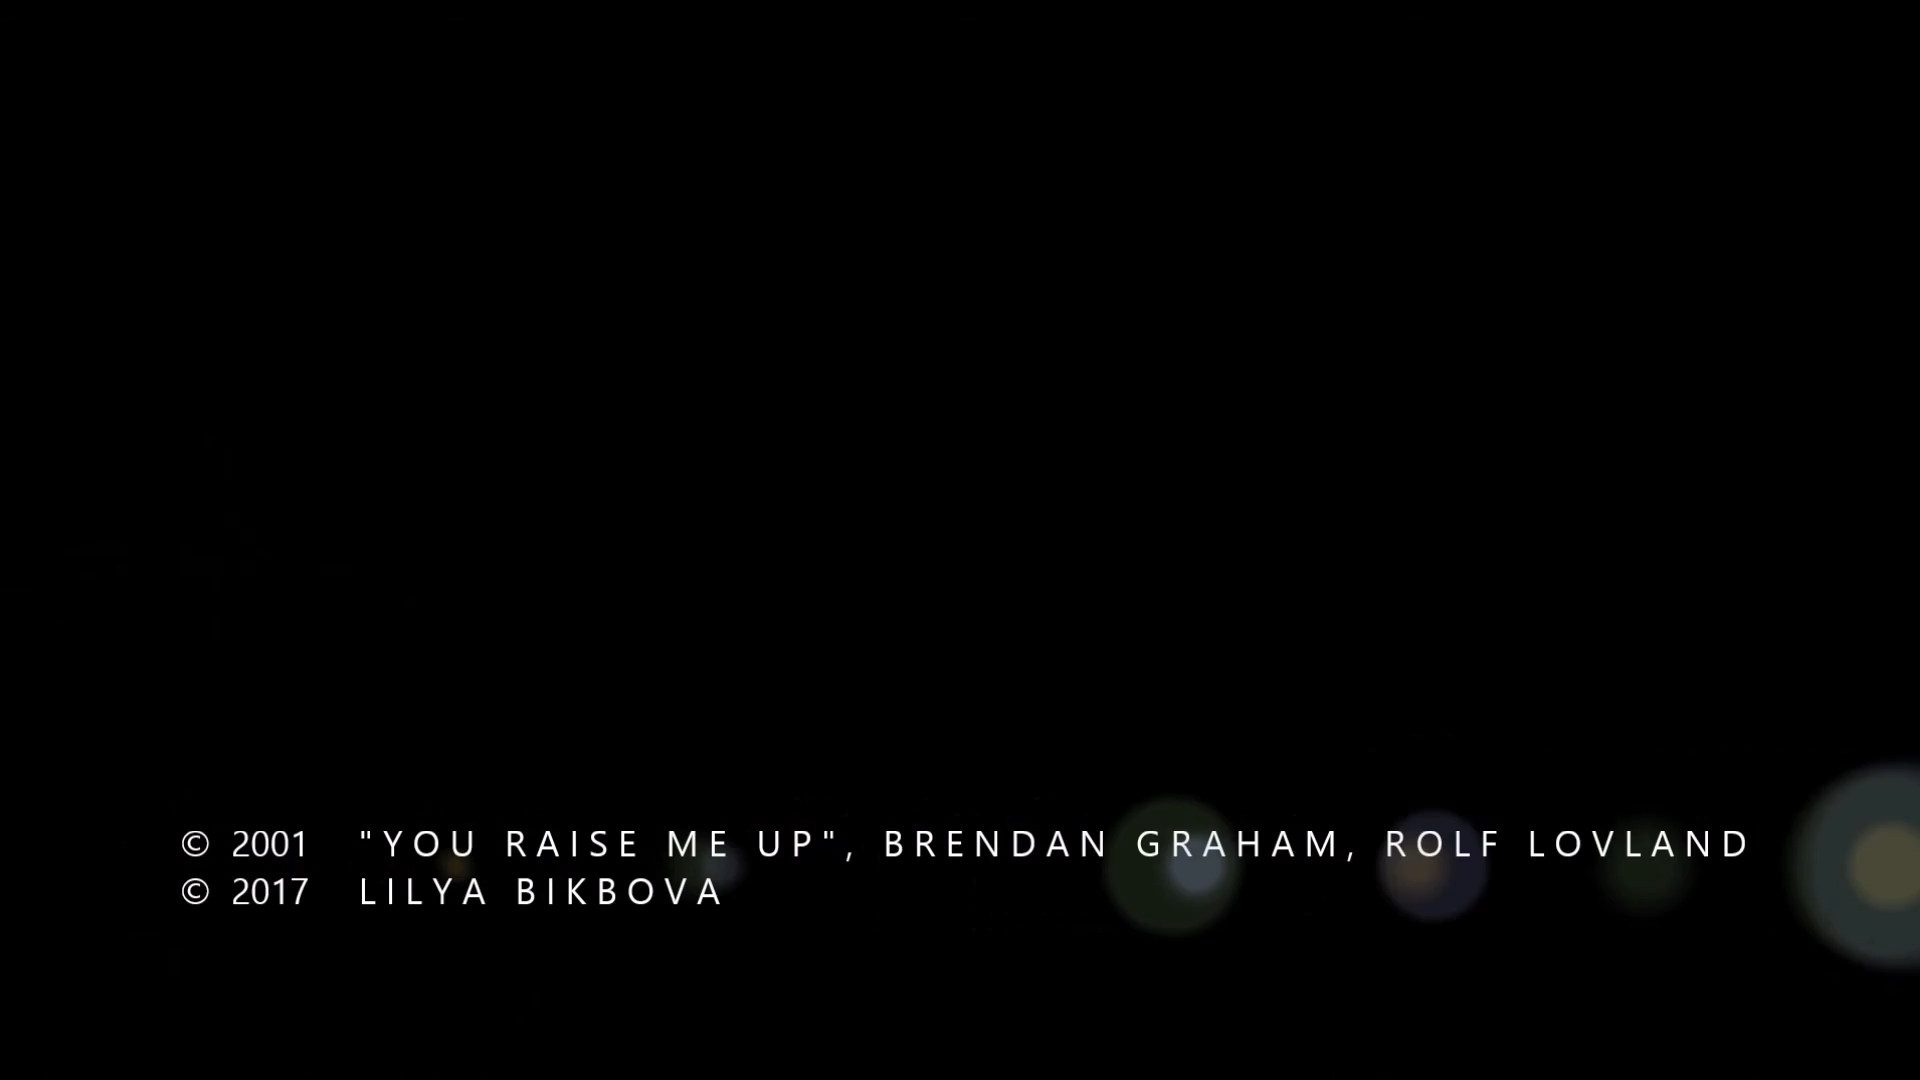 © 2001 "YOU RAISE ME UP", BRENDAN GRAHAM, ROLF LOVLAND
© 2017 LILYA BIKBOVA